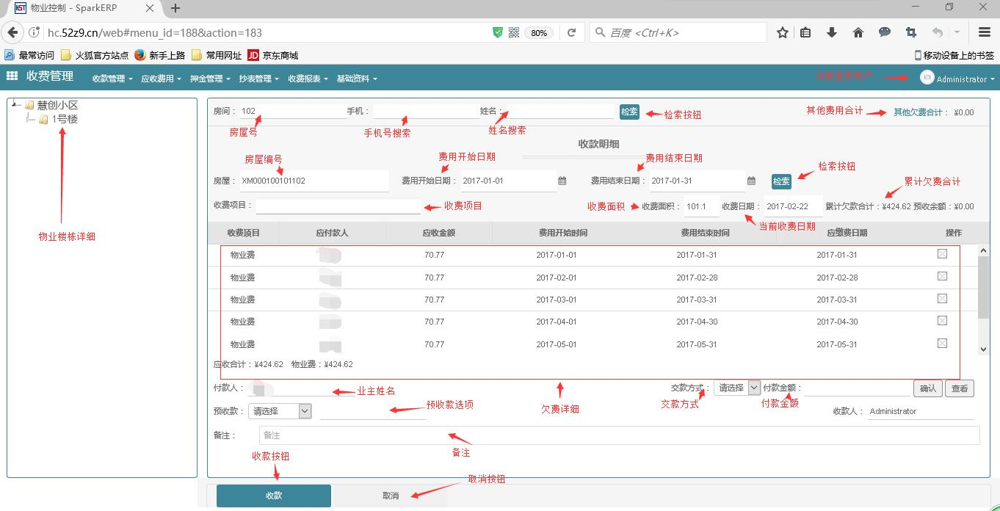 物业控制 - SparkERP
hc.52z9.cn/web#menu_id=188&action=183
80%
百度 <Ctrl+K>
最常访问 火狐官方站点 新手上路 常用网址 JD 京东商城 移动设备上的书签
收费管理 收款管理 应收费用 押金管理 抄表管理 收费报表 基础资料 当前登录用户 Administrator
慧创小区
1号楼
物业楼栋详细
房间： 102 手机： 姓名： 检索 检索按钮 其他费用合计 其他欠费合计： ¥0.00
房屋号 手机号搜索 姓名搜索
收款明细
房屋编号 费用开始日期 费用结束日期
房屋： XM000100101102 费用开始日期： 2017-01-01 费用结束日期： 2017-01-31 检索 检索按钮
累计欠费合计
收费项目： 收费项目 收费面积 收费面积： 101.1 收费日期： 2017-02-22 累计欠款合计：¥424.62 预收余额：¥0.00
当前收费日期
收费项目 应付款人 应收金额 费用开始时间 费用结束时间 应缴费日期 操作
物业费 70.77 2017-01-01 2017-01-31 2017-01-31
物业费 70.77 2017-02-01 2017-02-28 2017-02-28
物业费 70.77 2017-03-01 2017-03-31 2017-03-31
物业费 70.77 2017-04-01 2017-04-30 2017-04-30
物业费 70.77 2017-05-01 2017-05-31 2017-05-31
应收合计：¥424.62 物业费：¥424.62
付款人： 业主姓名 交款方式： 请选择 付款金额： 确认 查看
欠费详细 交款方式 付款金额
预收款： 请选择 预收款选项 收款人： Administrator
备注： 备注
备注
收款按钮 取消按钮
收款 取消